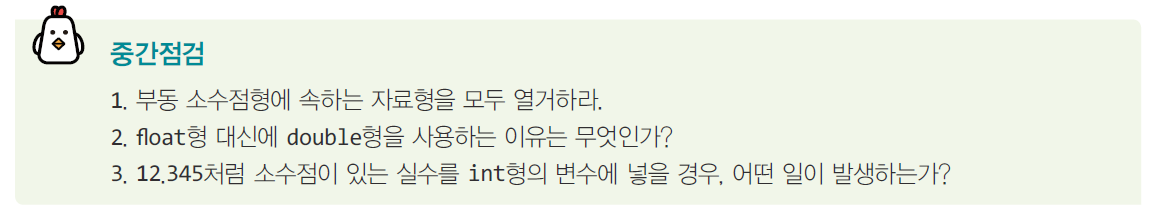 중간점검
1. 부동 소수점형에 속하는 자료형을 모두 열거하라.
2. float형 대신에 double형을 사용하는 이유는 무엇인가?
3. 12.345처럼 소수점이 있는 실수를 int형의 변수에 넣을 경우, 어떤 일이 발생하는가?